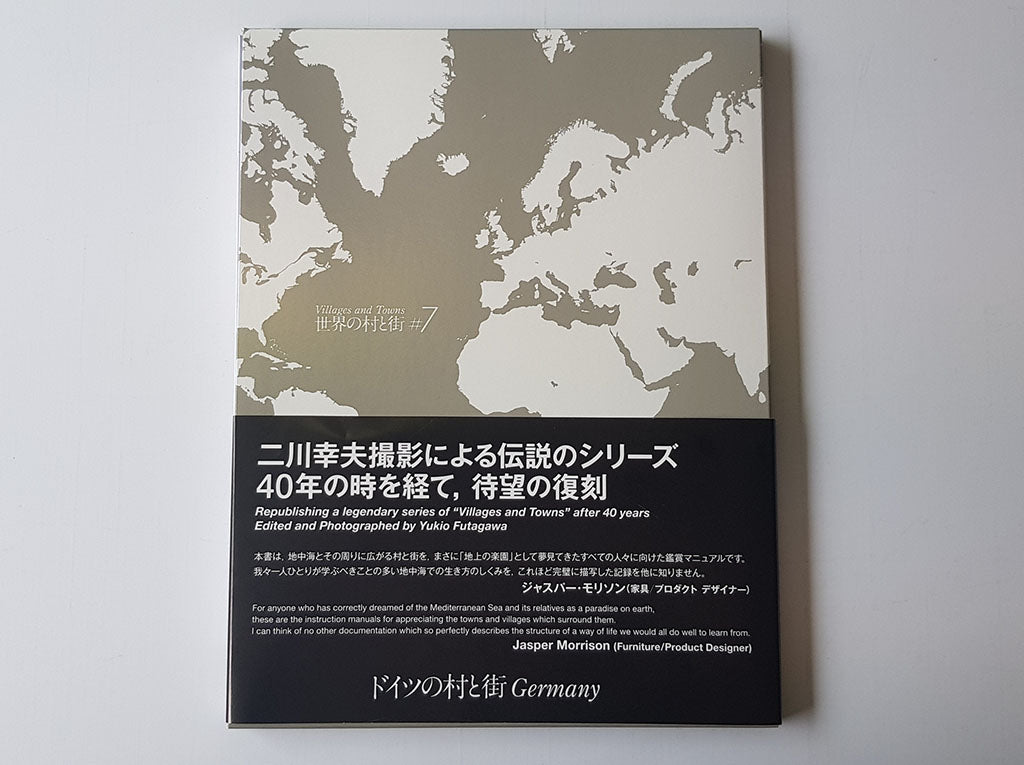 Villages and Towns
世界の村と街 #7
二川幸夫撮影による伝説のシリーズ
40年の時を経て, 待望の復刻
Republishing a legendary series of “Villages and Towns” after 40 years
Edited and Photographed by Yukio Futagawa
本書は, 地中海とその周りに広がる村と街を, まさに「地上の楽園」として夢見てきたすべての人々に向けた鑑賞マニュアルです。
我々一人ひとりが学ぶべきことの多い地中海での生き方のしくみを, これほど完璧に描写した記録を他に知りません。
ジャスパー・モリソン(家具/プロダクト デザイナー)
For anyone who has correctly dreamed of the Mediterranean Sea and its relatives as a paradise on earth,
these are the instruction manuals for appreciating the towns and villages which surround them.
I can think of no other documentation which so perfectly describes the structure of a way of life we would all do well to learn from.
Jasper Morrison (Furniture/Product Designer)
ドイツの村と街 Germany